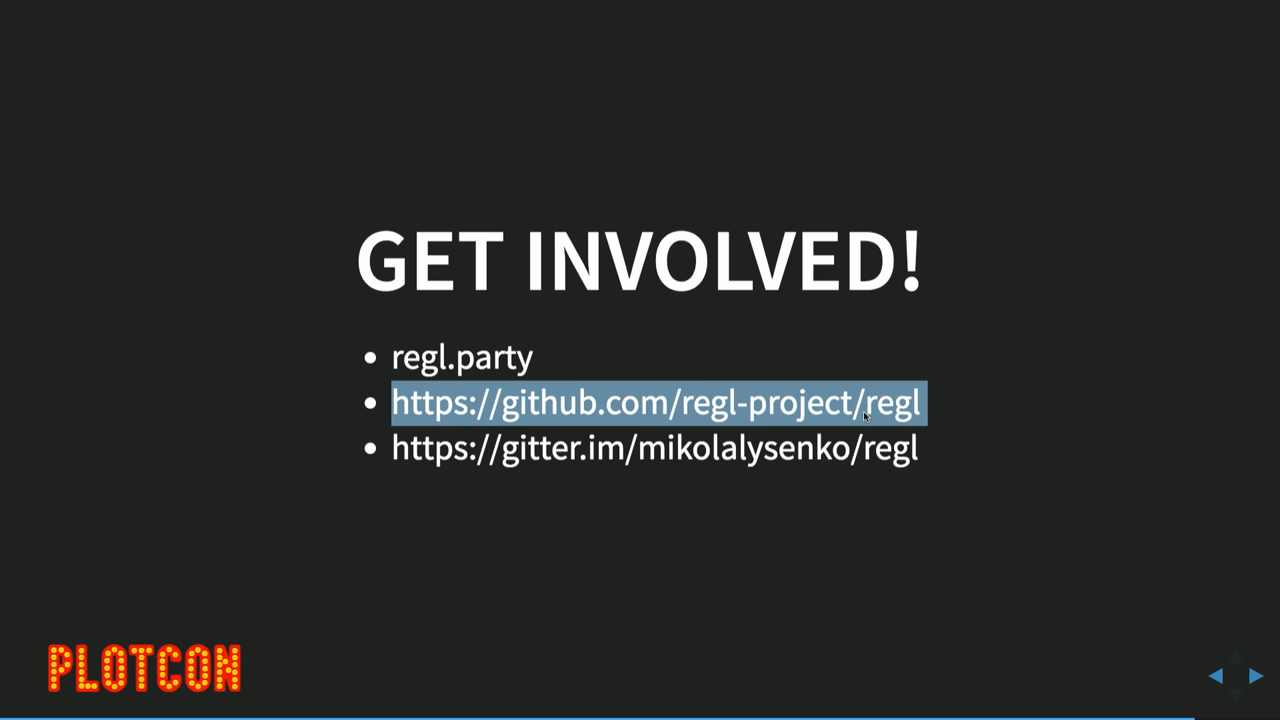 GET INVOLVED!
regl.party
https://github.com/regl-project/regl
https://gitter.im/mikolalysenko/regl
PLOTCON